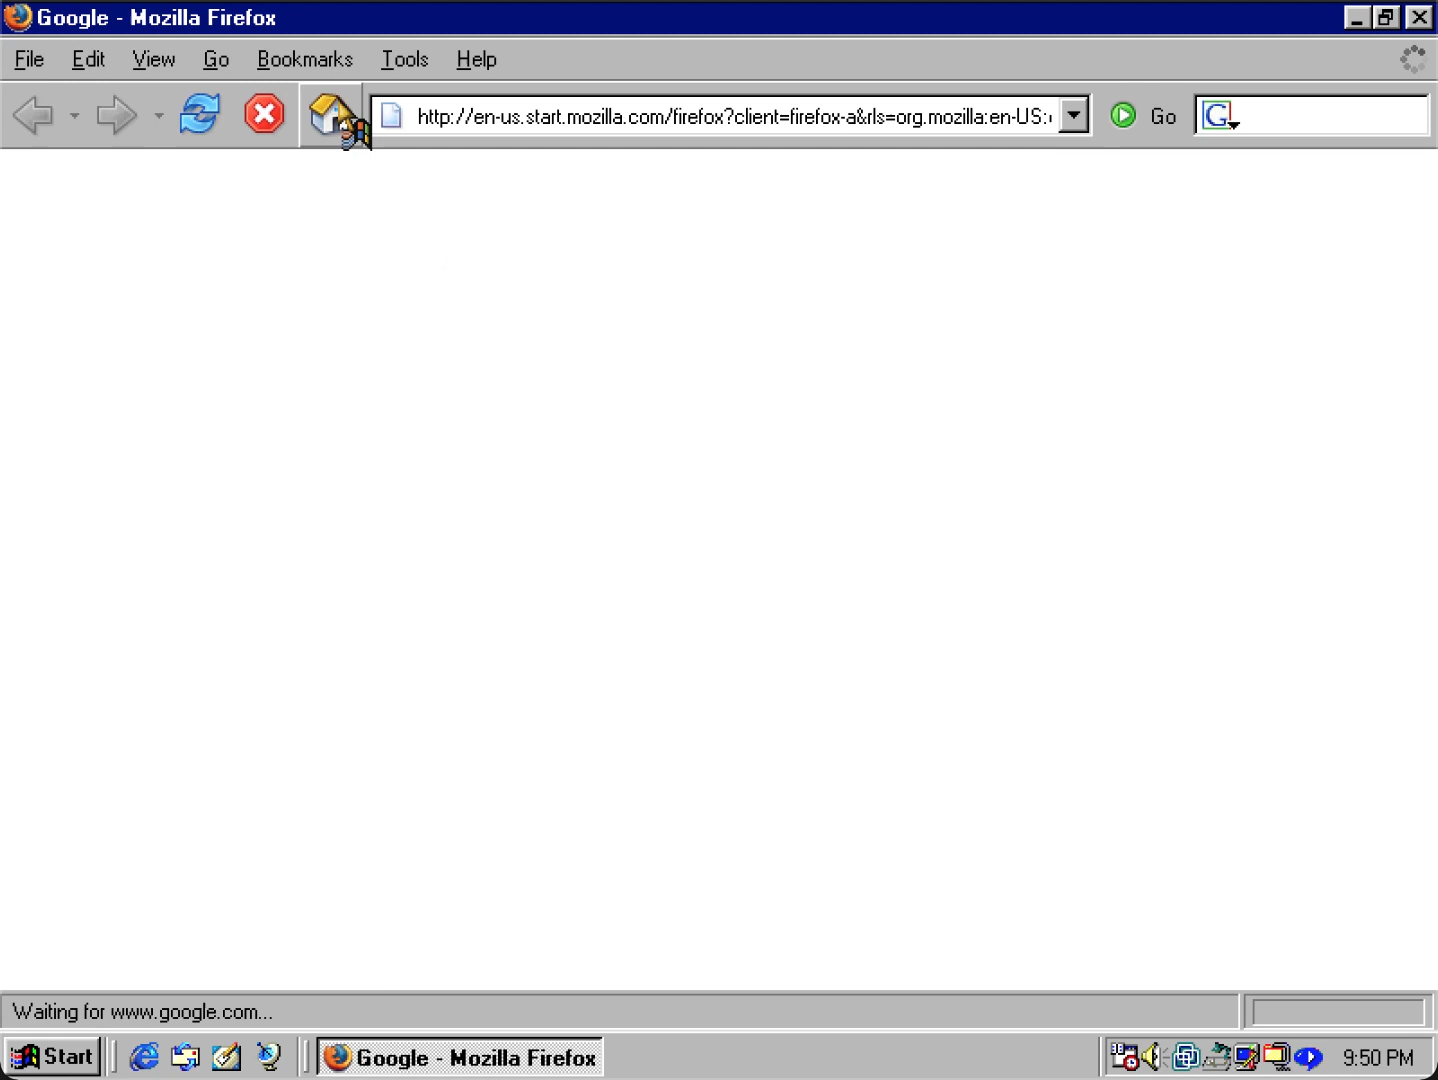 Google - Mozilla Firefox
File Edit View Go Bookmarks Tools Help
http://en-us.start.mozilla.com/firefox?client=firefox-a&rls=org.mozilla:en-US: Go G
Waiting for www.google.com...
Start Google - Mozilla Firefox 9:50 PM